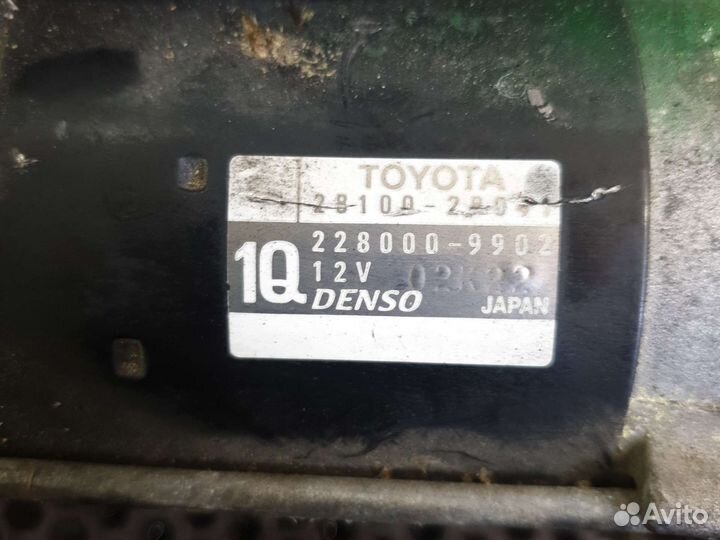 TOYOTA
228000-9902
1Q
12V
DENSO
JAPAN
Avito